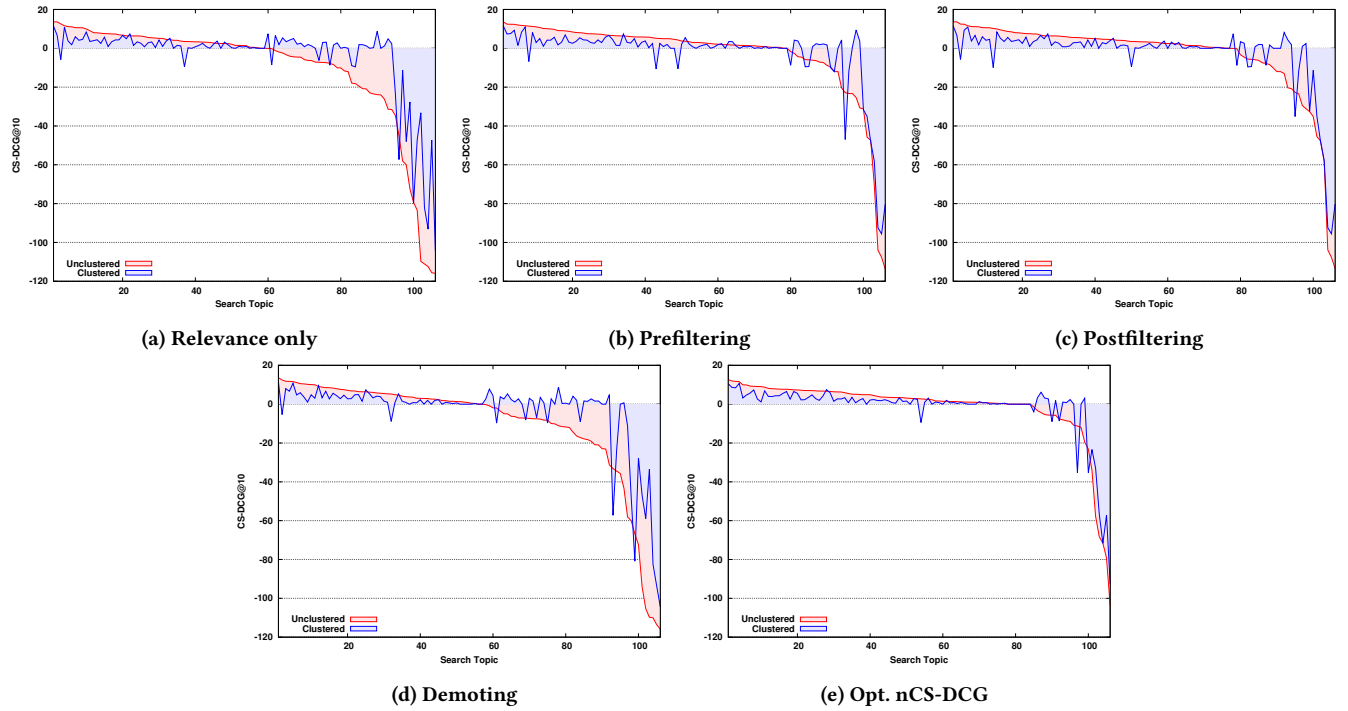 20
0
-20
-40
-60
-80
-100
-120
CS-DCG@10
Unclustered
Clustered
20 40 60 80 100
Search Topic
(a) Relevance only
20
0
-20
-40
-60
-80
-100
-120
CS-DCG@10
Unclustered
Clustered
20 40 60 80 100
Search Topic
(b) Prefiltering
20
0
-20
-40
-60
-80
-100
-120
CS-DCG@10
Unclustered
Clustered
20 40 60 80 100
Search Topic
(c) Postfiltering
20
0
-20
-40
-60
-80
-100
-120
CS-DCG@10
Unclustered
Clustered
20 40 60 80 100
Search Topic
(d) Demoting
20
0
-20
-40
-60
-80
-100
-120
CS-DCG@10
Unclustered
Clustered
20 40 60 80 100
Search Topic
(e) Opt. nCS-DCG